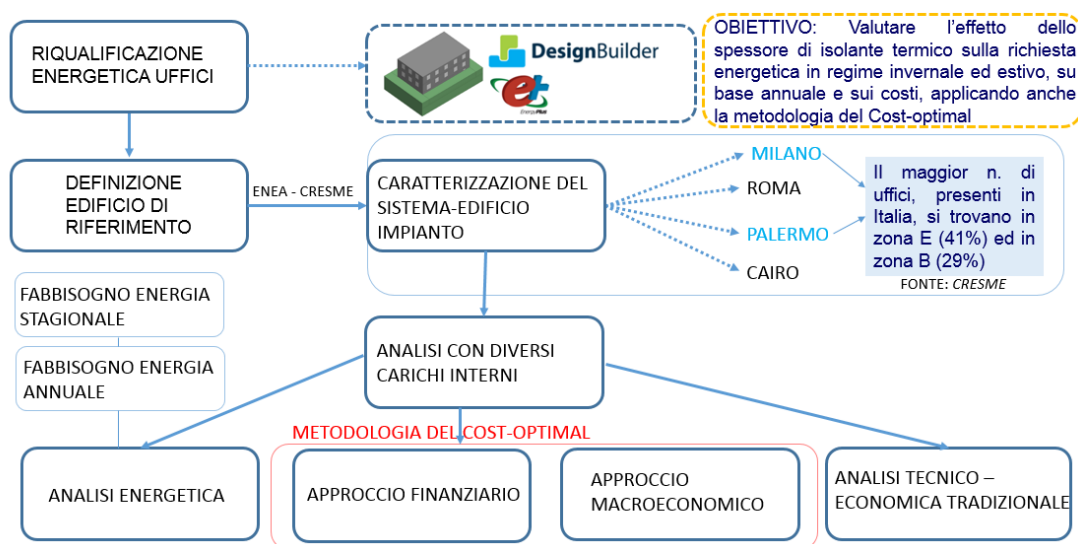 RIQUALIFICAZIONE
ENERGETICA UFFICI
DesignBuilder
et
EnergyPlus
OBIETTIVO: Valutare l'effetto dello
spessore di isolante termico sulla richiesta
energetica in regime invernale ed estivo, su
base annuale e sui costi, applicando anche
la metodologia del Cost-optimal
DEFINIZIONE
EDIFICIO DI
RIFERIMENTO
ENEA - CRESME
CARATTERIZZAZIONE DEL
SISTEMA-EDIFICIO
IMPIANTO
MILANO
ROMA
PALERMO
CAIRO
Il maggior n. di
uffici, presenti in
Italia, si trovano in
zona E (41%) ed in
zona B (29%)
FONTE: CRESME
FABBISOGNO ENERGIA
STAGIONALE
FABBISOGNO ENERGIA
ANNUALE
ANALISI CON DIVERSI
CARICHI INTERNI
METODOLOGIA DEL COST-OPTIMAL
ANALISI ENERGETICA
APPROCCIO FINANZIARIO
APPROCCIO
MACROECONOMICO
ANALISI TECNICO –
ECONOMICA TRADIZIONALE